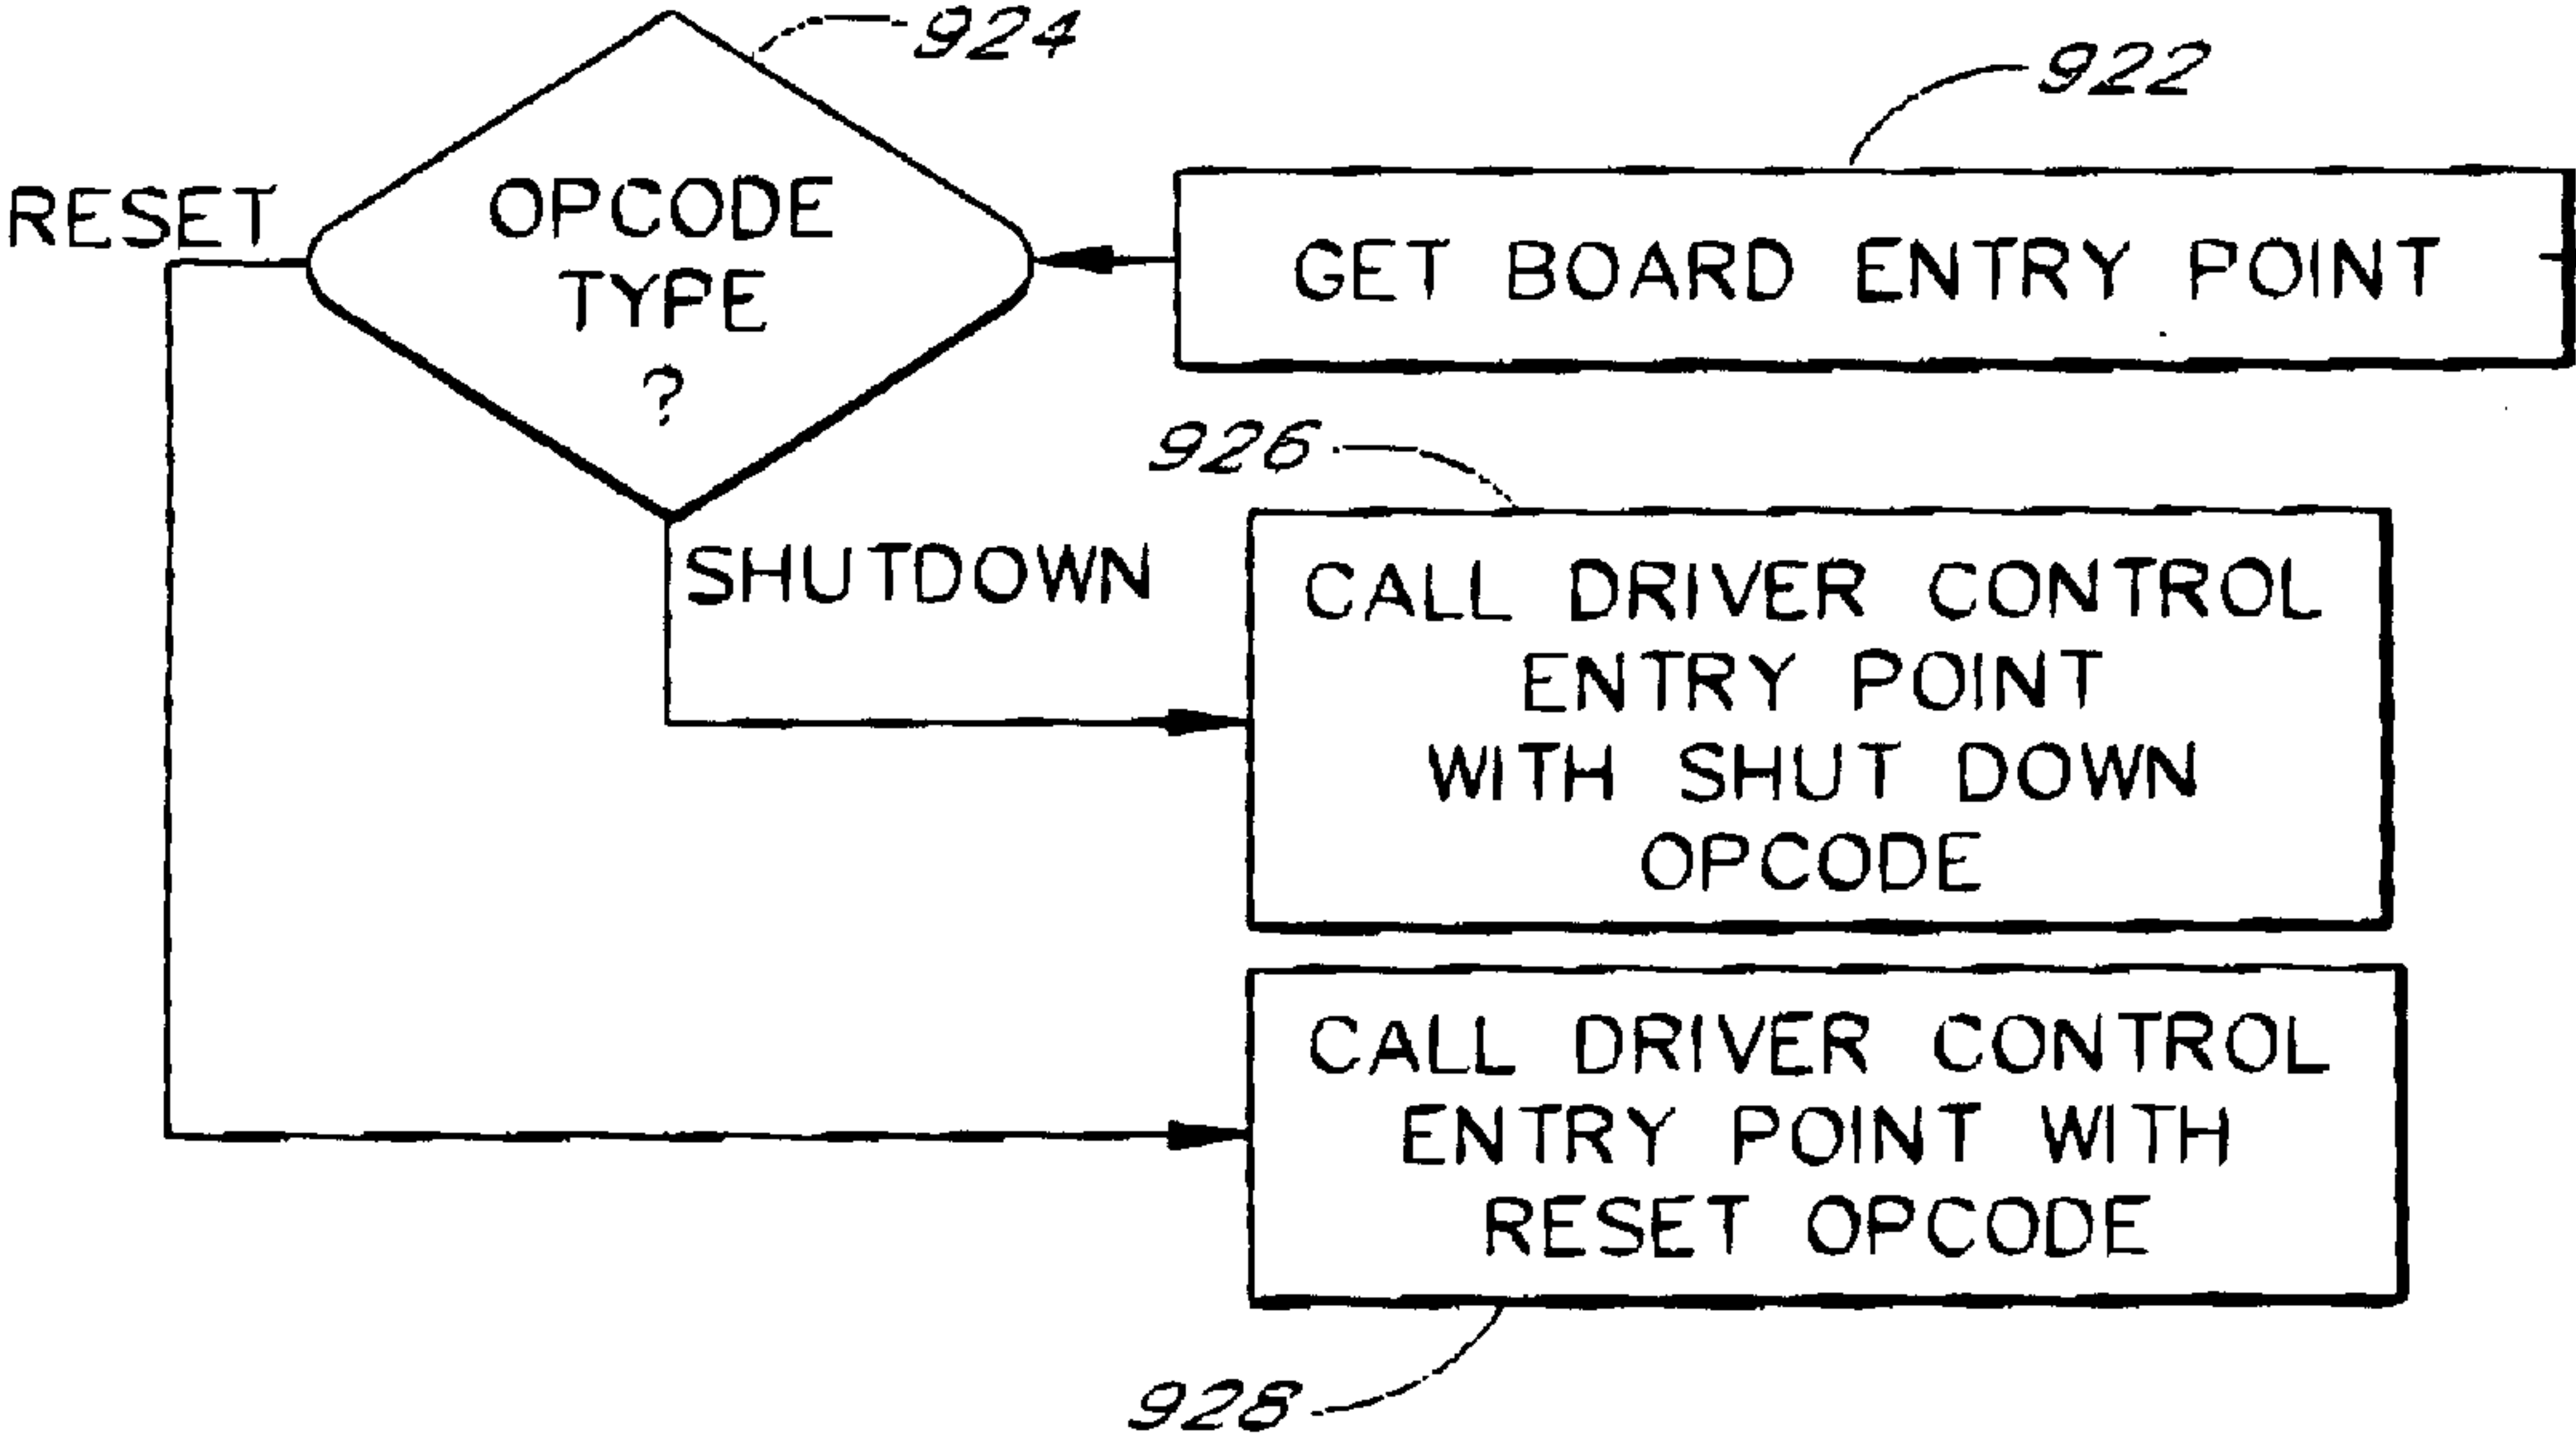 924
922
RESET
OPCODE
TYPE
?
GET BOARD ENTRY POINT
926
SHUTDOWN
CALL DRIVER CONTROL
ENTRY POINT
WITH SHUT DOWN
OPCODE
CALL DRIVER CONTROL
ENTRY POINT WITH
RESET OPCODE
928